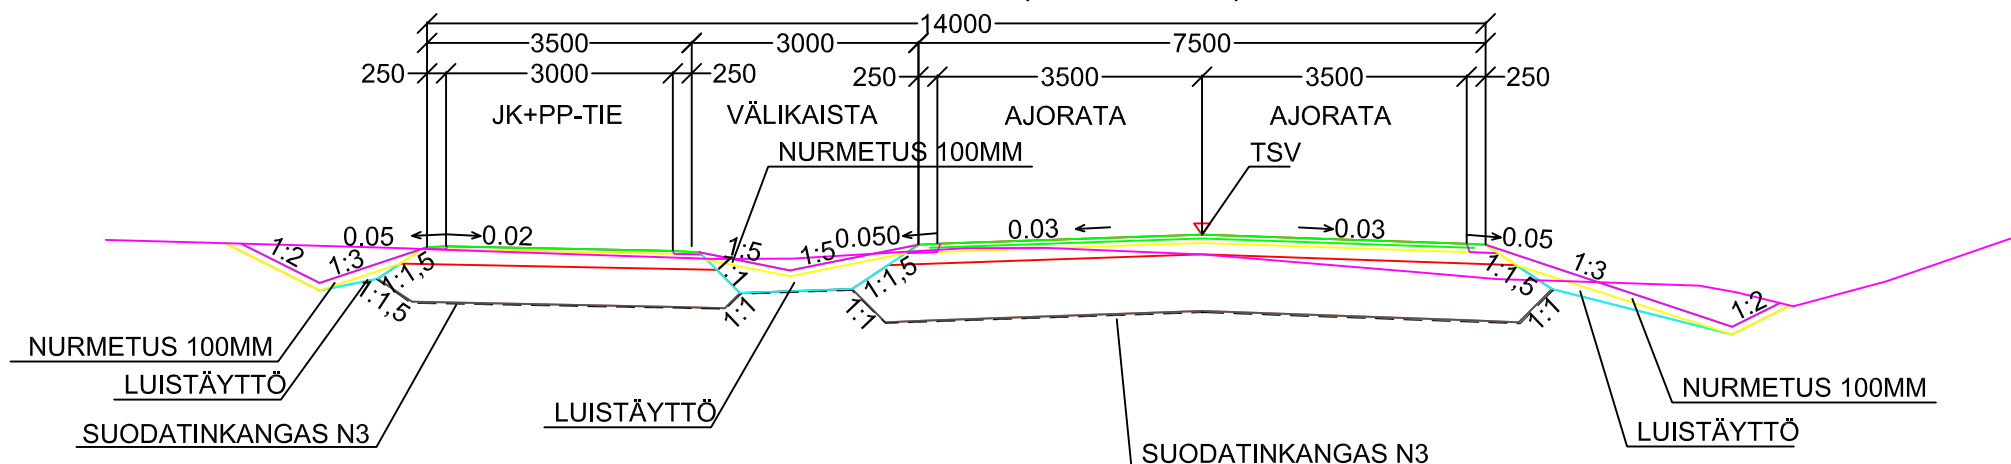 14000
3500 3000 7500
250 3000 250 250 3500 3500 250
JK+PP-TIE VÄLIKAISTA AJORATA AJORATA
NURMETUS 100MM TSV
1:2 1:3 0.05 0.02 1:5 1:5 0.050 0.03 0.03 0.05 1:3
1:1,5 1:1 1:1,5 1:1,5
1:1,5 1:1 1:1 1:1 1:2
NURMETUS 100MM
LUISTÄYTTÖ NURMETUS 100MM
LUISTÄYTTÖ
SUODATINKANGAS N3 LUISTÄYTTÖ
SUODATINKANGAS N3